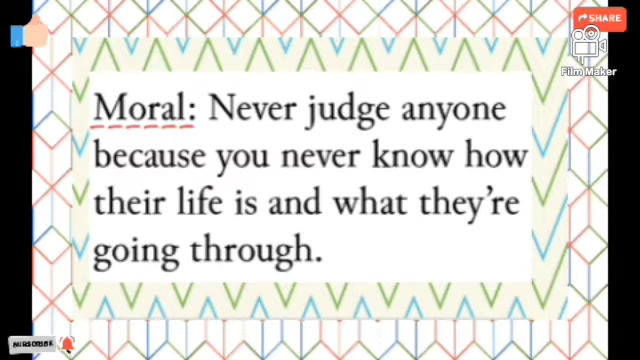 SHARE
Film Maker
Moral: Never judge anyone
because you never know how
their life is and what they're
going through.
SUBSCRIBE